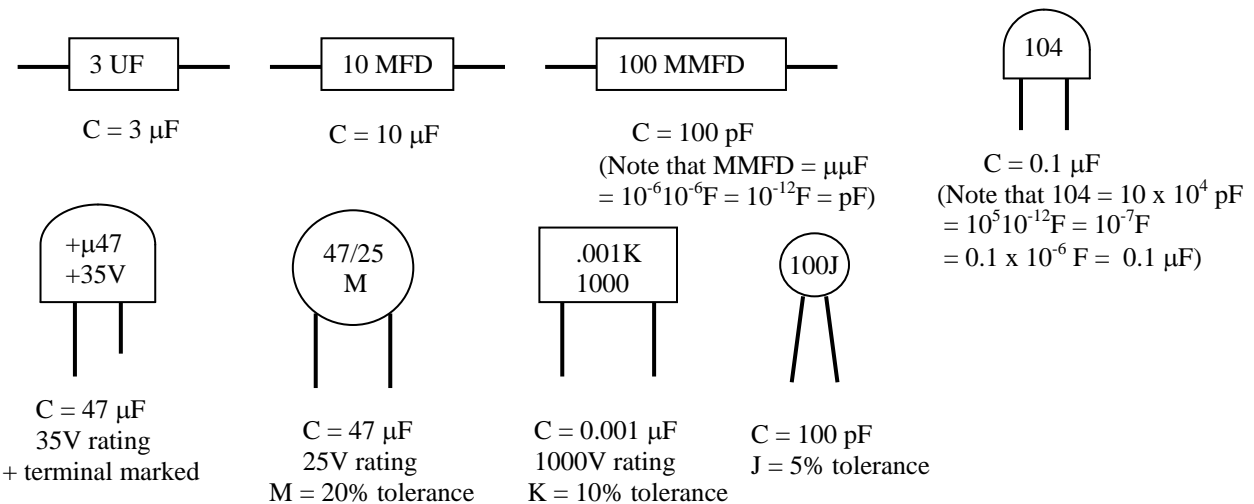 3 UF
C = 3 μF
10 MFD
C = 10 μF
100 MMFD
C = 100 pF
(Note that MMFD = μμF
= 10⁻⁶10⁻⁶F = 10⁻¹²F = pF)
104
C = 0.1 μF
(Note that 104 = 10 x 10⁴ pF
= 10⁵10⁻¹²F = 10⁻⁷F
= 0.1 x 10⁻⁶ F = 0.1 μF)
+μ47
+35V
C = 47 μF
35V rating
+ terminal marked
47/25
M
C = 47 μF
25V rating
M = 20% tolerance
.001K
1000
C = 0.001 μF
1000V rating
K = 10% tolerance
100J
C = 100 pF
J = 5% tolerance